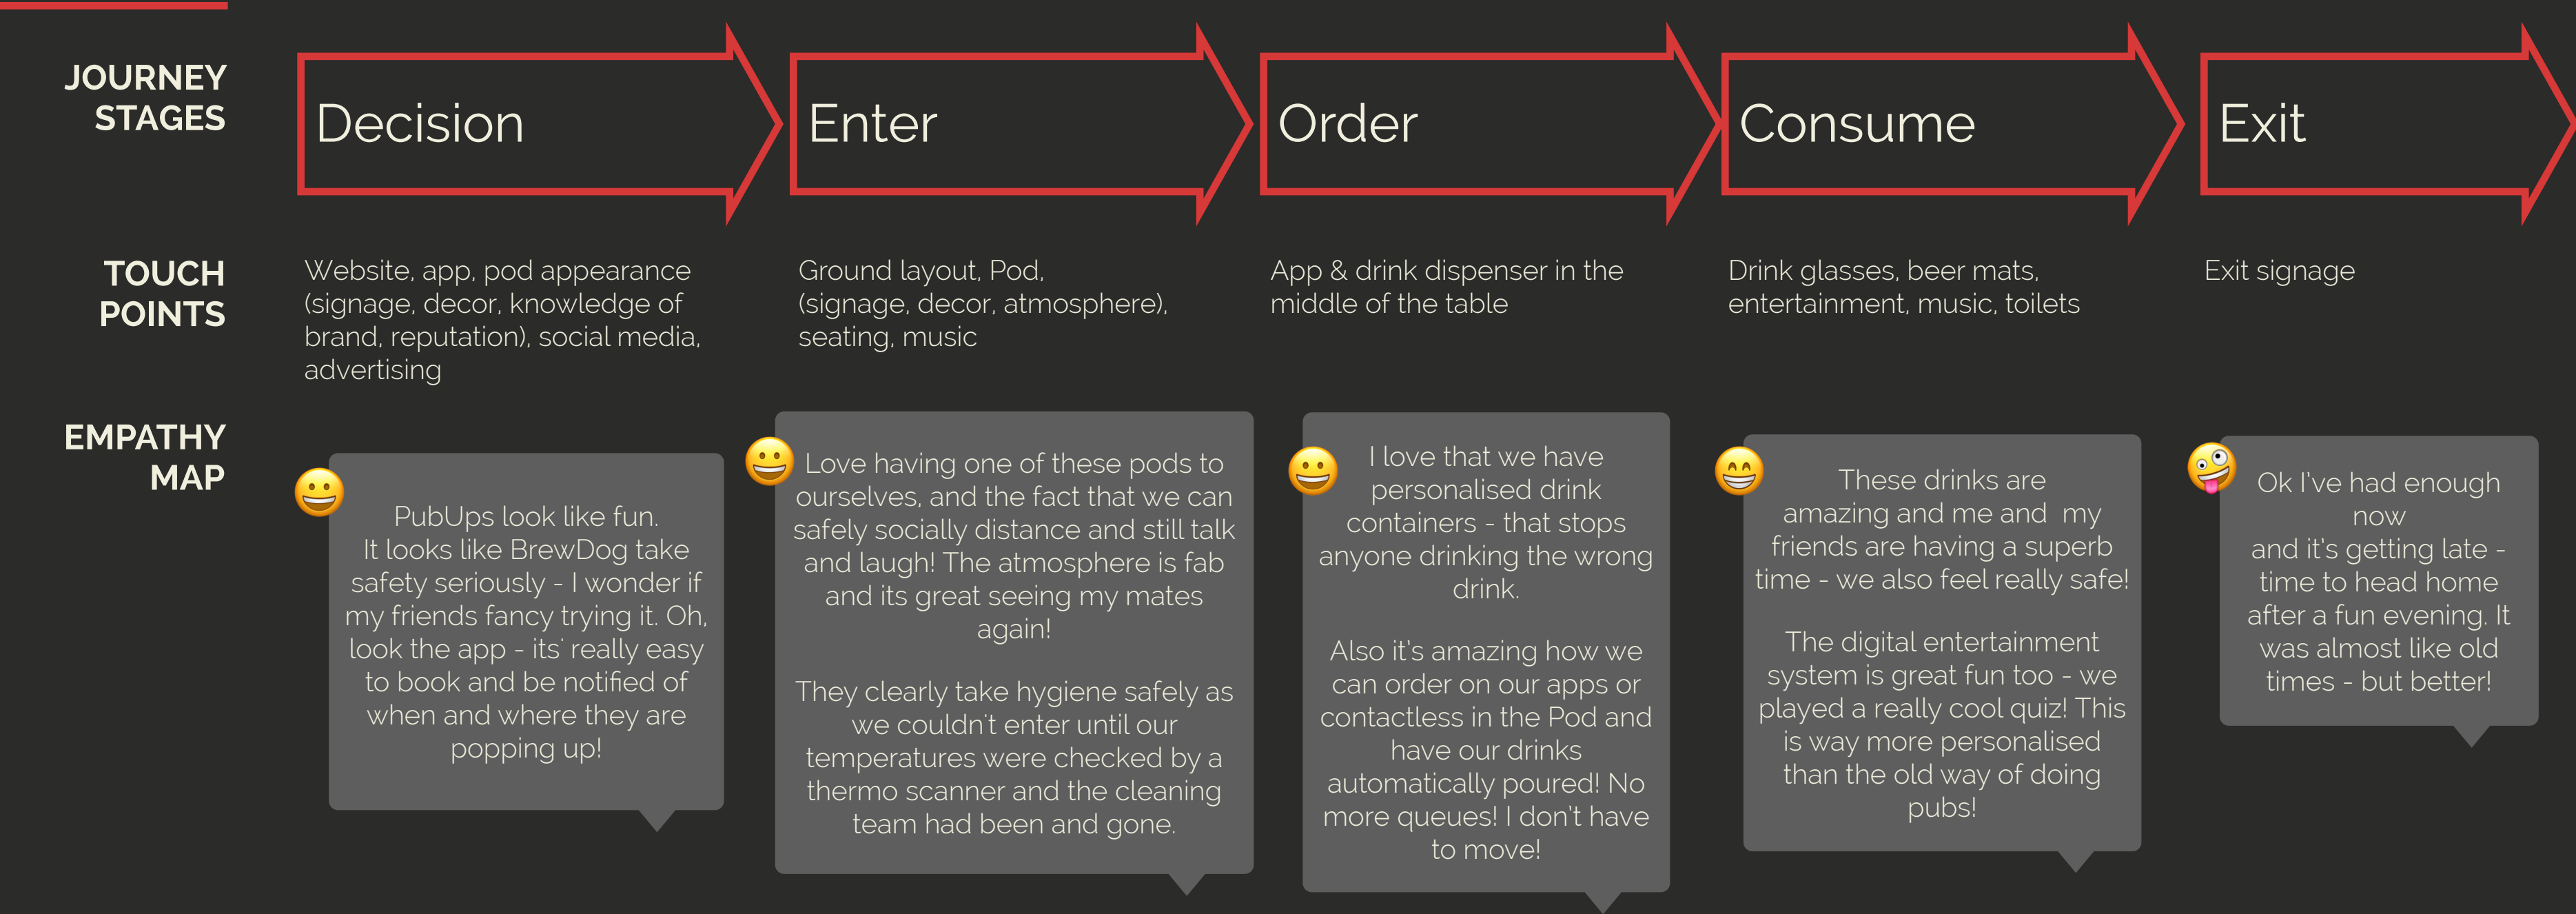 JOURNEY
STAGES
Decision
Enter
Order
Consume
Exit
TOUCH
POINTS
Website, app, pod appearance
(signage, decor, knowledge of
brand, reputation), social media,
advertising
Ground layout, Pod,
(signage, decor, atmosphere),
seating, music
App & drink dispenser in the
middle of the table
Drink glasses, beer mats,
entertainment, music, toilets
Exit signage
EMPATHY
MAP
PubUps look like fun.
It looks like BrewDog take
safety seriously - I wonder if
my friends fancy trying it. Oh,
look the app - its' really easy
to book and be notified of
when and where they are
popping up!
Love having one of these pods to
ourselves, and the fact that we can
safely socially distance and still talk
and laugh! The atmosphere is fab
and its great seeing my mates
again!
They clearly take hygiene safely as
we couldn't enter until our
temperatures were checked by a
thermo scanner and the cleaning
team had been and gone.
I love that we have
personalised drink
containers - that stops
anyone drinking the wrong
drink.
Also it's amazing how we
can order on our apps or
contactless in the Pod and
have our drinks
automatically poured! No
more queues! I don't have
to move!
These drinks are
amazing and me and my
friends are having a superb
time - we also feel really safe!
The digital entertainment
system is great fun too - we
played a really cool quiz! This
is way more personalised
than the old way of doing
pubs!
Ok I've had enough
now
and it's getting late -
time to head home
after a fun evening. It
was almost like old
times - but better!